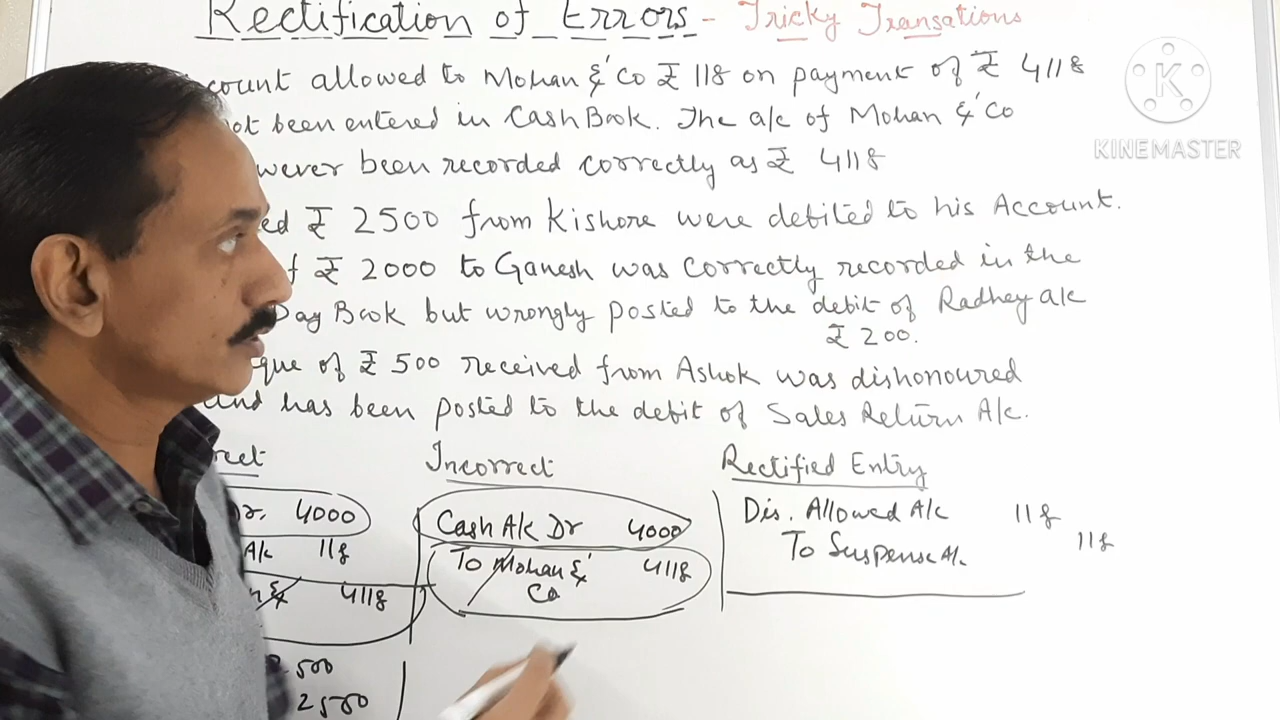 Rectification of Errors - Tricky Transations
count allowed to Mohan & Co ₹ 118 on payment of ₹ 4118
ot been entered in Cash Book. The a/c of Mohan & Co
wever been recorded correctly as ₹ 4118
ed ₹ 2500 from Kishore were debited to his Account.
f ₹ 2000 to Ganesh was correctly recorded in the
Day Book but wrongly posted to the debit of Radhey a/c
₹ 200.
que of ₹ 500 received from Ashok was dishonoured
and has been posted to the debit of Sales Return A/c.
rect Incorrect Rectified Entry
Dr. 4000 Cash A/c Dr 4000 Dis. Allowed A/c 118
A/c 118 To Mohan & Co 4118 To Suspense A/c 118
n & 4118
500
2500
KINEMASTER